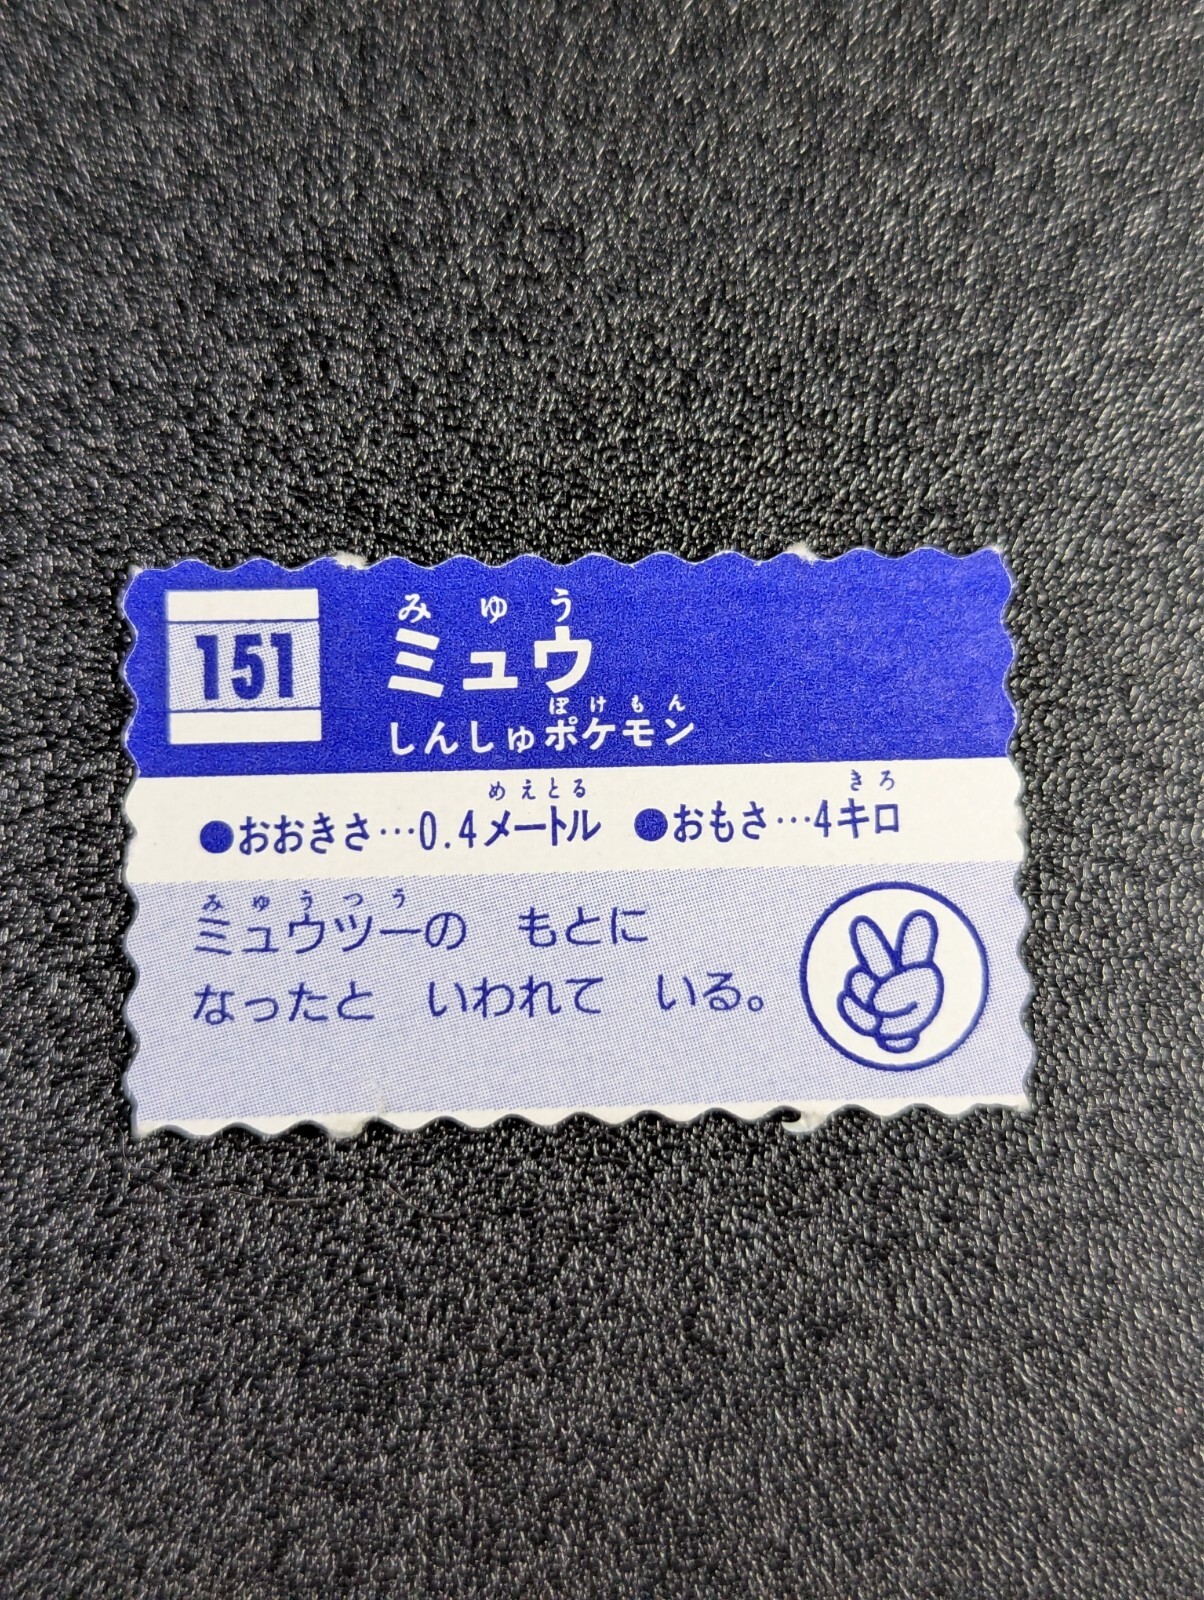 151
みゅう
ミュウ
ぽけもん
しんしゅポケモン
めえとる きろ
●おおきさ…0.4メートル ●おもさ…4キロ
みゅうつう
ミュウツーの もとに
なったと いわれて いる。